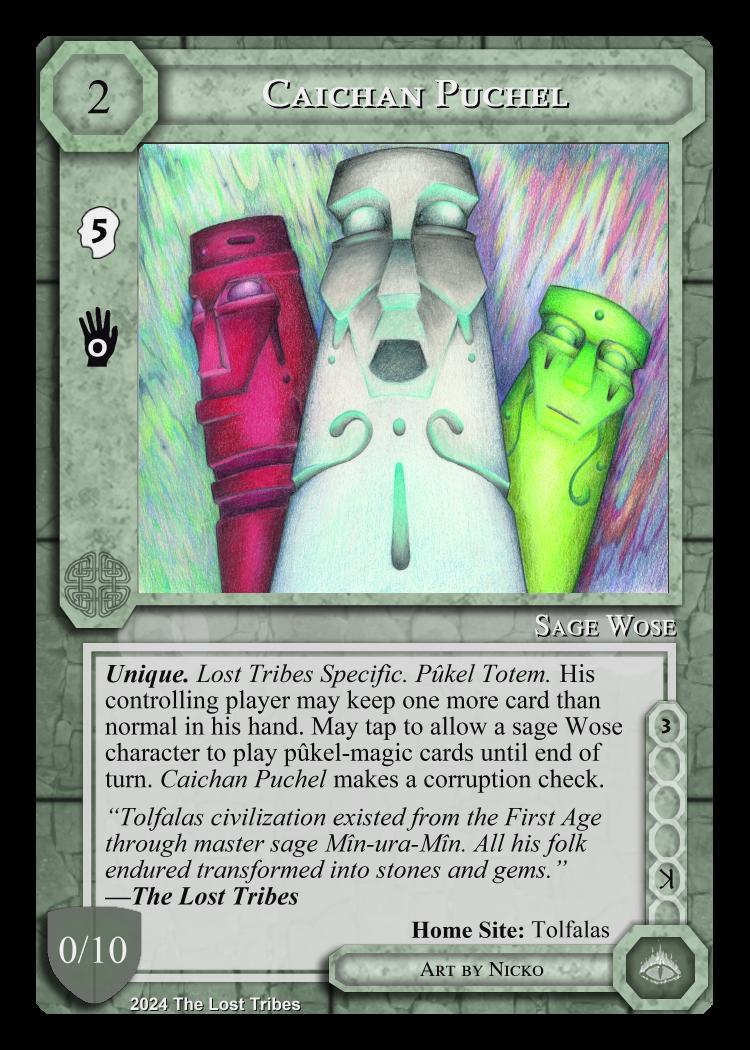 2
Caichan Puchel
5
0
Sage Wose
Unique. Lost Tribes Specific. Pûkel Totem. His
controlling player may keep one more card than
normal in his hand. May tap to allow a sage Wose
character to play pûkel-magic cards until end of
turn. Caichan Puchel makes a corruption check.
3
“Tolfalas civilization existed from the First Age
through master sage Mîn-ura-Mîn. All his folk
endured transformed into stones and gems.”
—The Lost Tribes
K
Home Site: Tolfalas
0/10
Art by Nicko
2024 The Lost Tribes